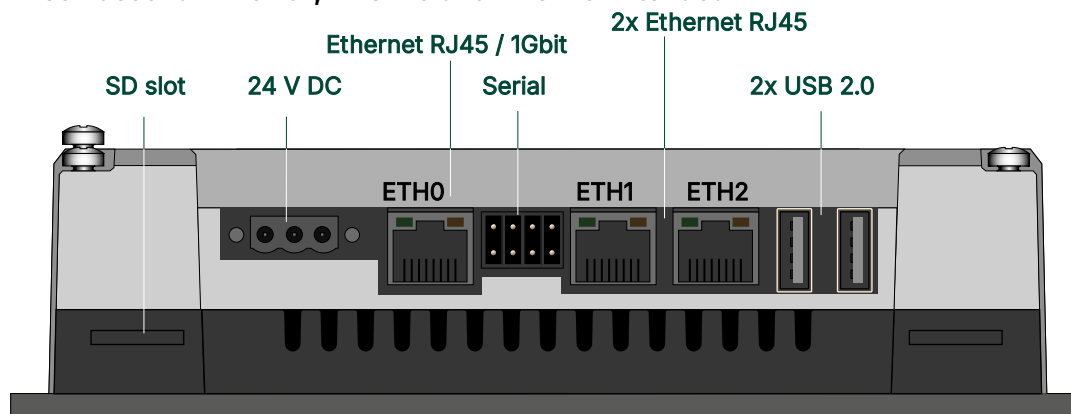 2x Ethernet RJ45
Ethernet RJ45 / 1Gbit
SD slot
24 V DC
Serial
2x USB 2.0
ETH0
ETH1
ETH2